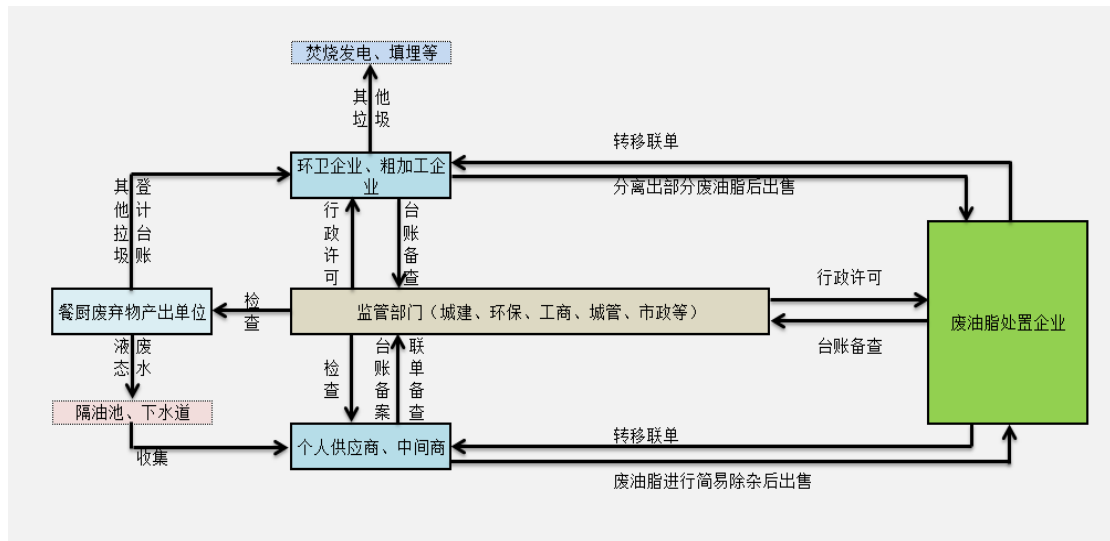 焚烧发电、填埋等
其他
垃圾
转移联单
环卫企业、粗加工企
业
分离出部分废油脂后出售
其他拉圾
登计台账
行政许可
台账备查
行政许可
餐厨废弃物产出单位
检查
监管部门（城建、环保、工商、城管、市政等）
废油脂处置企业
台账备查
液态
废水
检查
台账备案
联单备查
隔油池、下水道
转移联单
个人供应商、中间商
收集
废油脂进行简易除杂后出售